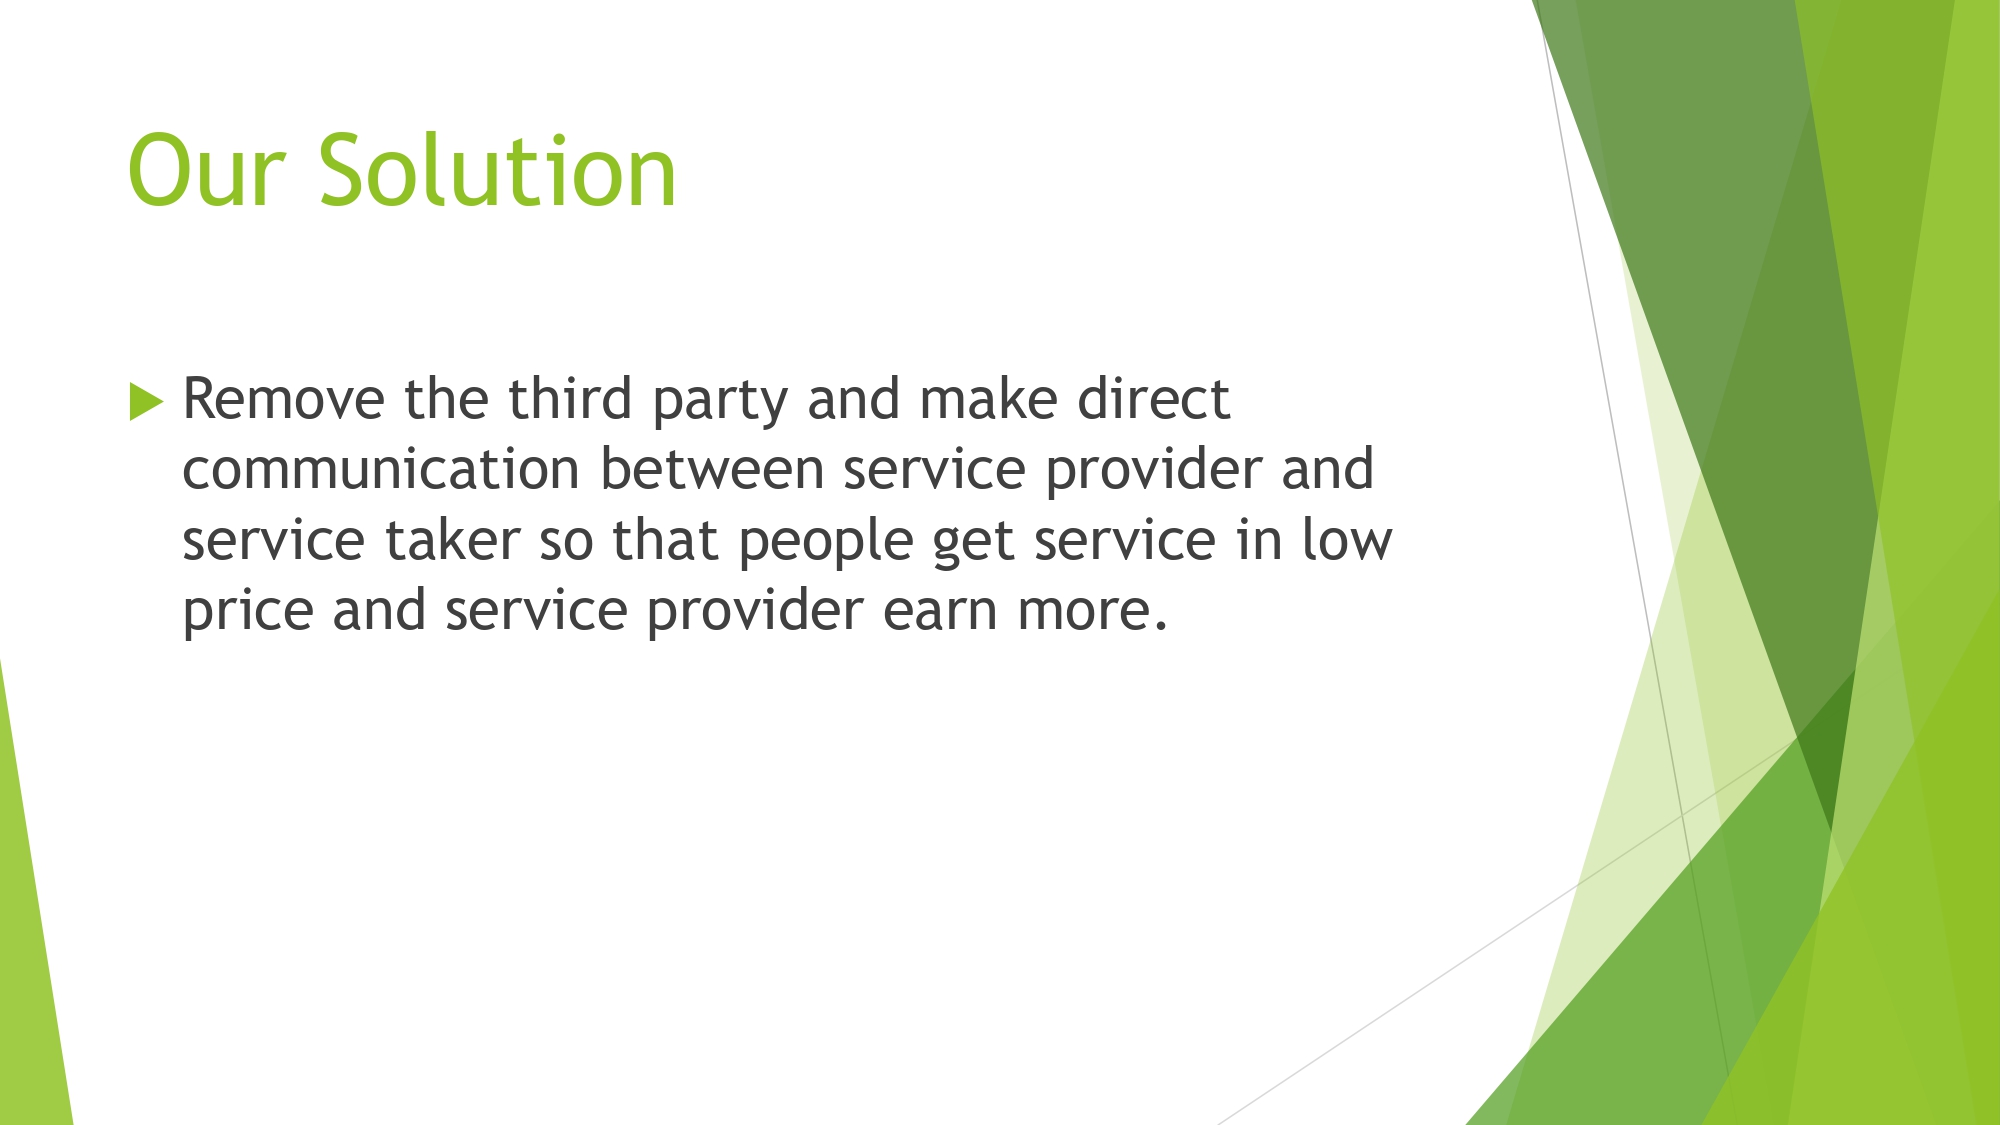 Our Solution
Remove the third party and make direct
communication between service provider and
service taker so that people get service in low
price and service provider earn more.